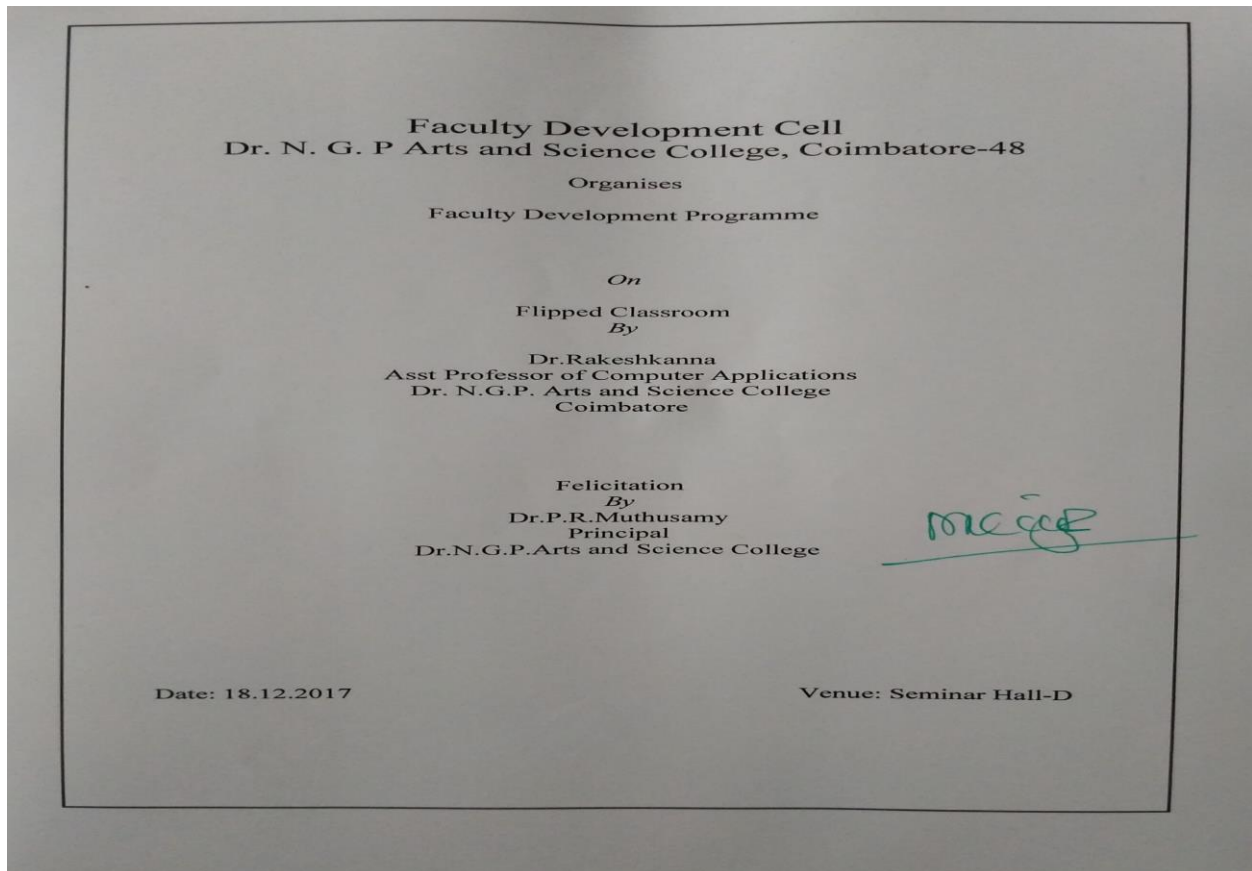 Faculty Development Cell
Dr. N. G. P Arts and Science College, Coimbatore-48
Organises
Faculty Development Programme
On
Flipped Classroom
By
Dr.Rakeshkanna
Asst Professor of Computer Applications
Dr. N.G.P. Arts and Science College
Coimbatore
Felicitation
By
Dr.P.R.Muthusamy
Principal
Dr.N.G.P.Arts and Science College
Date: 18.12.2017 Venue: Seminar Hall-D